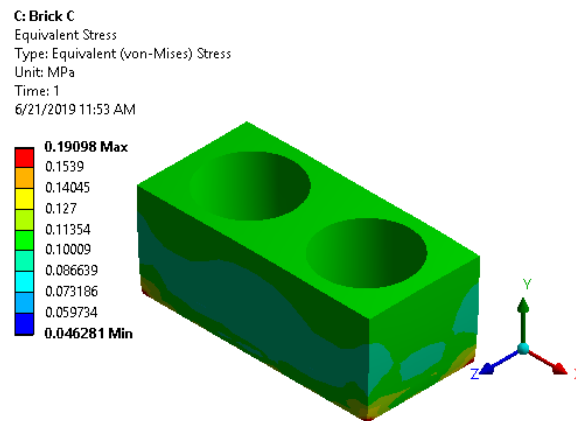 C: Brick C
Equivalent Stress
Type: Equivalent (von-Mises) Stress
Unit: MPa
Time: 1
6/21/2019 11:53 AM
0.19098 Max
0.1539
0.14045
0.127
0.11354
0.10009
0.086639
0.073186
0.059734
0.046281 Min
Y
Z
X